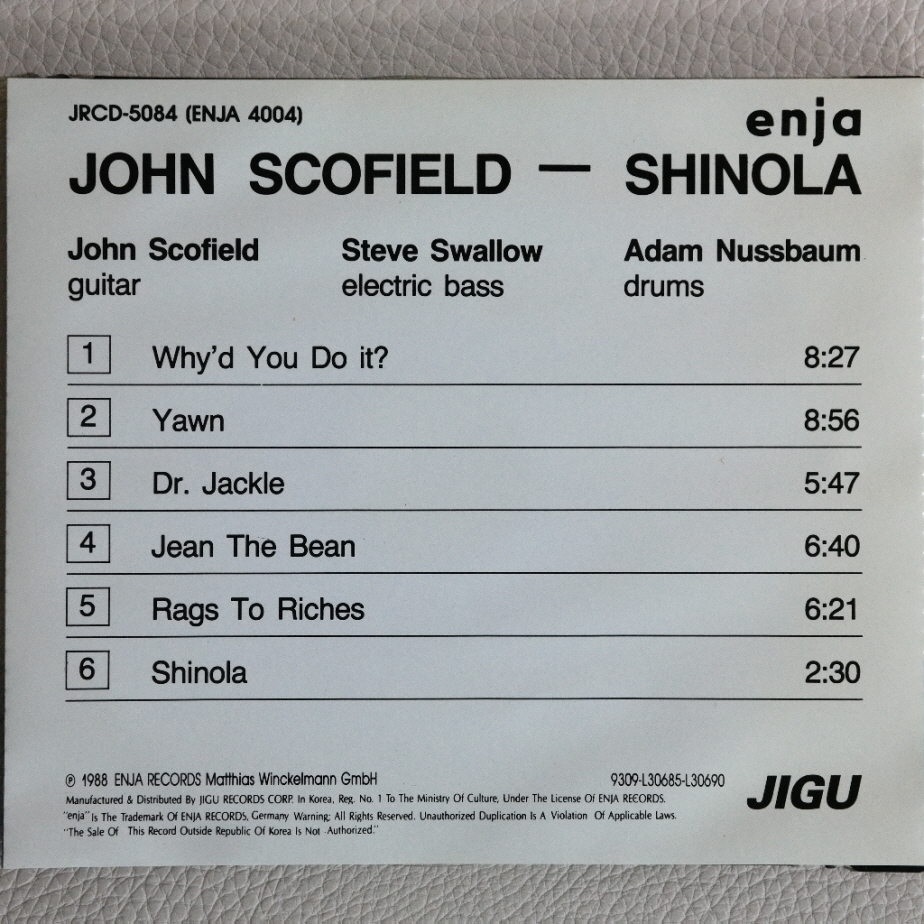 JRCD-5084 (ENJA 4004)
enja
JOHN SCOFIELD — SHINOLA
John Scofield Steve Swallow Adam Nussbaum
guitar electric bass drums
1 Why'd You Do it? 8:27
2 Yawn 8:56
3 Dr. Jackle 5:47
4 Jean The Bean 6:40
5 Rags To Riches 6:21
6 Shinola 2:30
℗ 1988 ENJA RECORDS Matthias Winckelmann GmbH 9309-L30685-L30690
JIGU
Manufactured & Distributed By JIGU RECORDS CORP. In Korea, Reg. No. 1 To The Ministry Of Culture, Under The License Of ENJA RECORDS.
"enja" Is The Trademark Of ENJA RECORDS, Germany Warning; All Rights Reserved. Unauthorized Duplication Is A Violation Of Applicable Laws.
"The Sale Of This Record Outside Republic Of Korea Is Not Authorized."